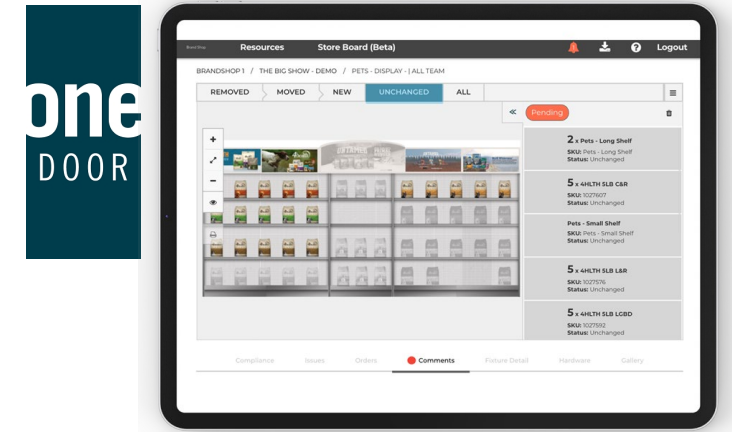 one
DOOR
BrandShop
Resources
Store Board (Beta)
Logout
BRANDSHOP 1 / THE BIG SHOW - DEMO / PETS - DISPLAY - | ALL TEAM
REMOVED
MOVED
NEW
UNCHANGED
ALL
Pending
2 x Pets - Long Shelf
SKU: Pets - Long Shelf
Status: Unchanged
5 x 4HLTH SLB C&R
SKU: 1027607
Status: Unchanged
Pets - Small Shelf
SKU: Pets - Small Shelf
Status: Unchanged
5 x 4HLTH SLB L&R
SKU: 1027576
Status: Unchanged
5 x 4HLTH SLB LGBD
SKU: 1027592
Status: Unchanged
UNTAMED
Compliance
Issues
Orders
Comments
Fixture Detail
Hardware
Gallery